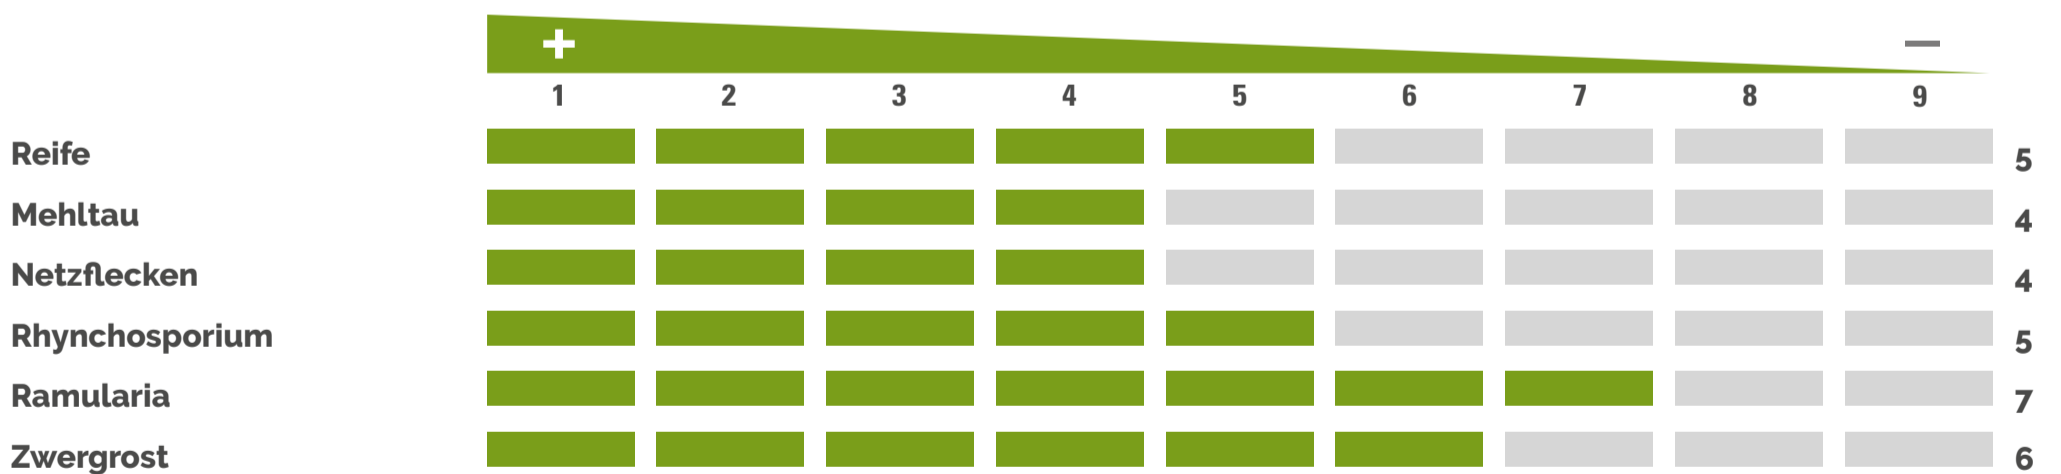 + −
1 2 3 4 5 6 7 8 9
Reife 5
Mehltau 4
Netzflecken 4
Rhynchosporium 5
Ramularia 7
Zwergrost 6